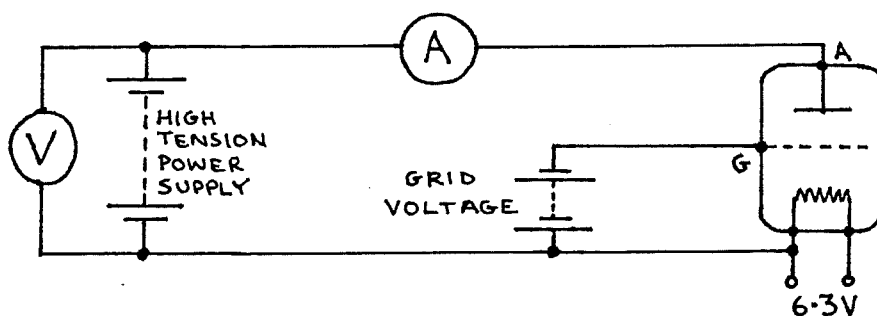 A
A
HIGH
TENSION
POWER
SUPPLY
V
G
GRID
VOLTAGE
6.3V